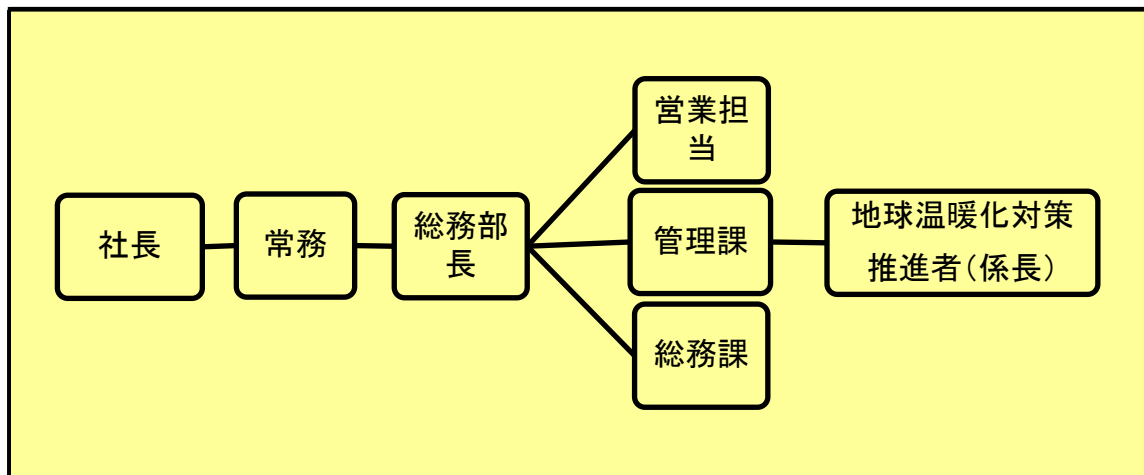 社長
常務
総務部
長
営業担
当
管理課
総務課
地球温暖化対策
推進者（係長）